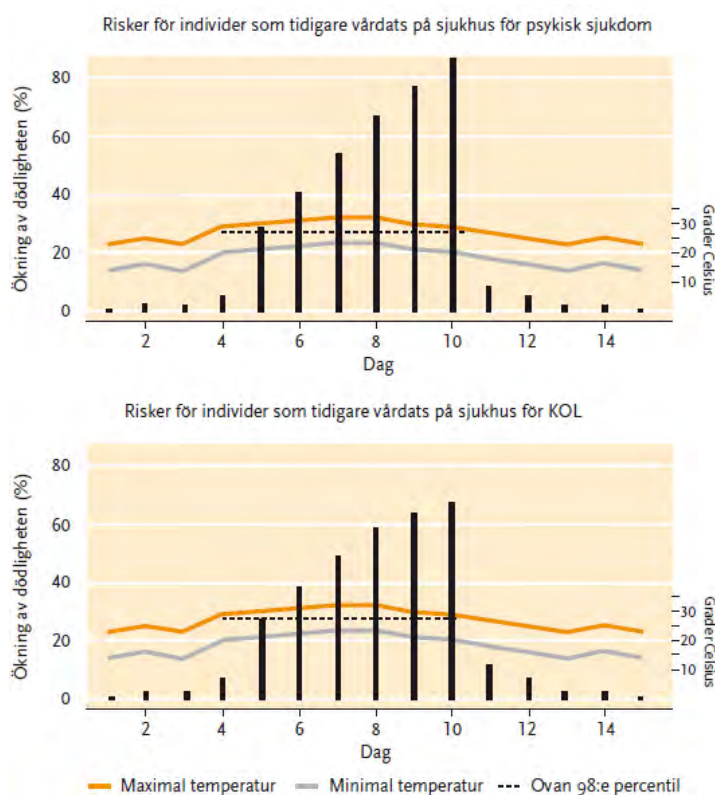 Risker för individer som tidigare vårdats på sjukhus för psykisk sjukdom
Ökning av dödligheten (%)
80
60
40
20
0
30
20
10
Grader Celsius
2 4 6 8 10 12 14
Dag
Risker för individer som tidigare vårdats på sjukhus för KOL
Ökning av dödligheten (%)
80
60
40
20
0
30
20
10
Grader Celsius
2 4 6 8 10 12 14
Dag
Maximal temperatur Minimal temperatur Ovan 98:e percentil